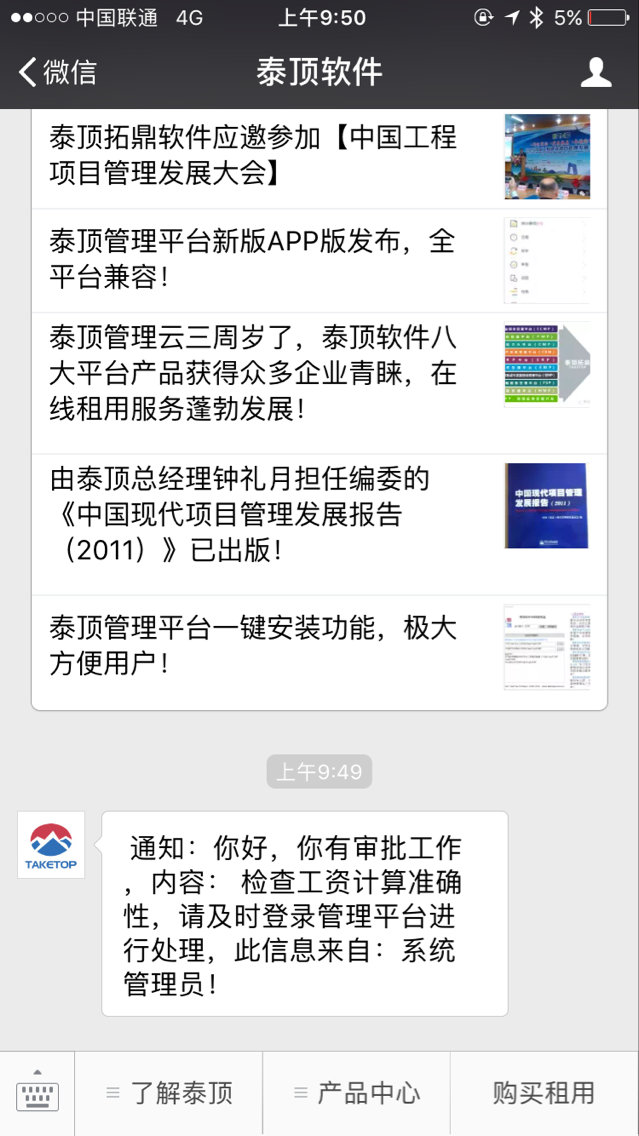 中国联通 4G 上午9:50 5%
微信 泰顶软件
泰顶拓鼎软件应邀参加【中国工程
项目管理发展大会】
泰顶管理平台新版APP版发布，全
平台兼容！
泰顶管理云三周岁了，泰顶软件八
大平台产品获得众多企业青睐，在
线租用服务蓬勃发展！
由泰顶总经理钟礼月担任编委的
《中国现代项目管理发展报告
（2011）》已出版！
中国现代项目管理
发展报告（2011）
泰顶管理平台一键安装功能，极大
方便用户！
上午9:49
TAKETOP
通知：你好，你有审批工作
，内容： 检查工资计算准确
性，请及时登录管理平台进
行处理，此信息来自：系统
管理员！
了解泰顶 产品中心 购买租用